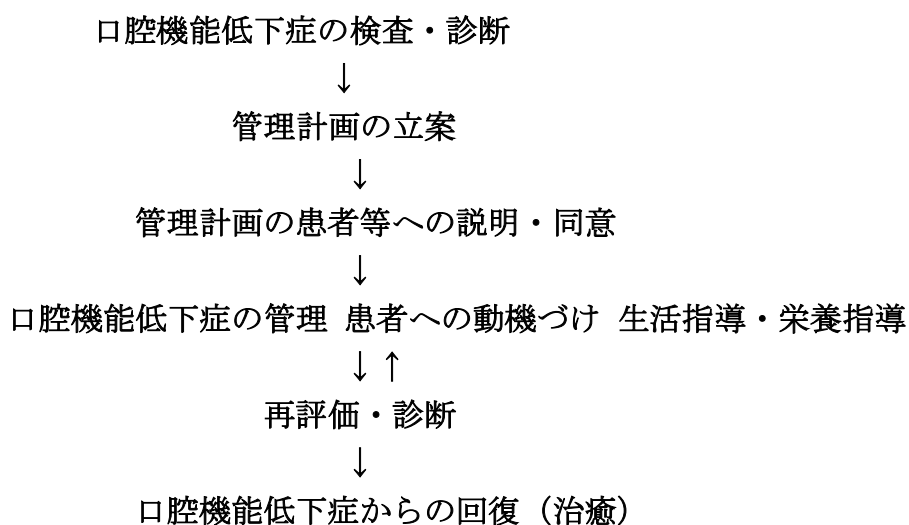 口腔機能低下症の検査・診断
↓
管理計画の立案
↓
管理計画の患者等への説明・同意
↓
口腔機能低下症の管理 患者への動機づけ 生活指導・栄養指導
↓↑
再評価・診断
↓
口腔機能低下症からの回復（治癒）